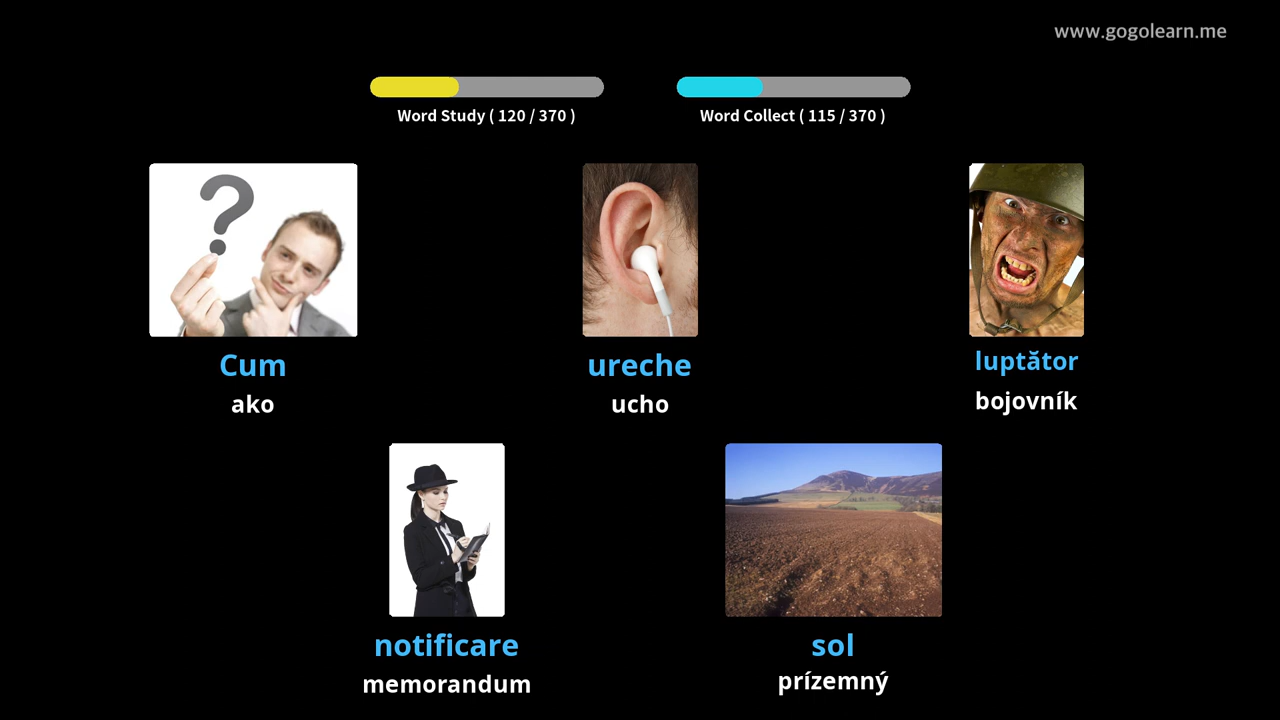 www.gogolearn.me
Word Study ( 120 / 370 )
Word Collect ( 115 / 370 )
Cum
ako
ureche
ucho
luptător
bojovník
notificare
memorandum
sol
prízemný